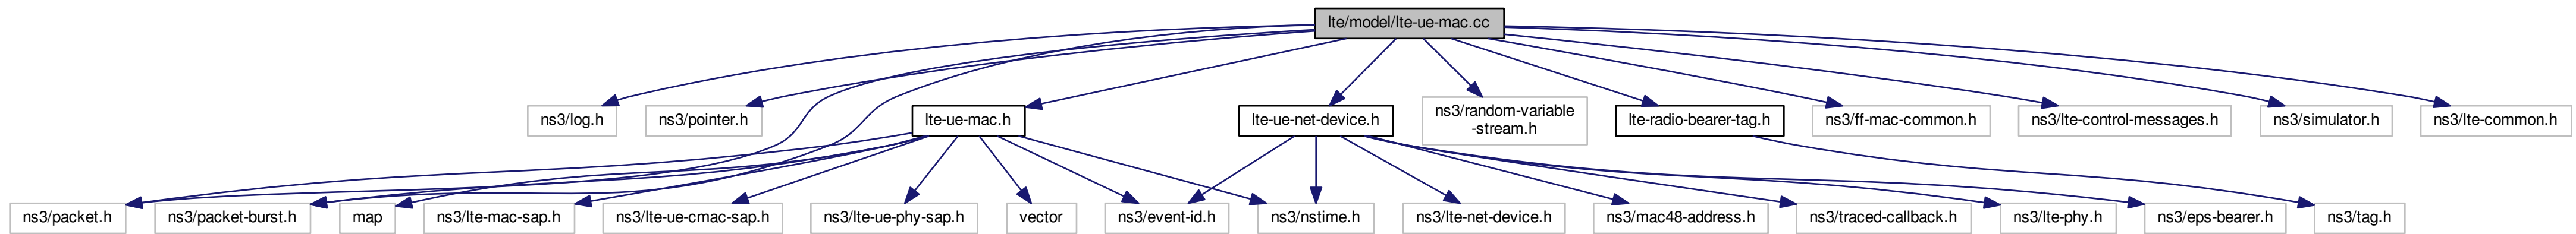 lte/model/lte-ue-mac.cc
ns3/log.h
ns3/pointer.h
lte-ue-mac.h
lte-ue-net-device.h
ns3/random-variable
-stream.h
lte-radio-bearer-tag.h
ns3/ff-mac-common.h
ns3/lte-control-messages.h
ns3/simulator.h
ns3/lte-common.h
ns3/packet.h
ns3/packet-burst.h
map
ns3/lte-mac-sap.h
ns3/lte-ue-cmac-sap.h
ns3/lte-ue-phy-sap.h
vector
ns3/event-id.h
ns3/nstime.h
ns3/lte-net-device.h
ns3/mac48-address.h
ns3/traced-callback.h
ns3/lte-phy.h
ns3/eps-bearer.h
ns3/tag.h